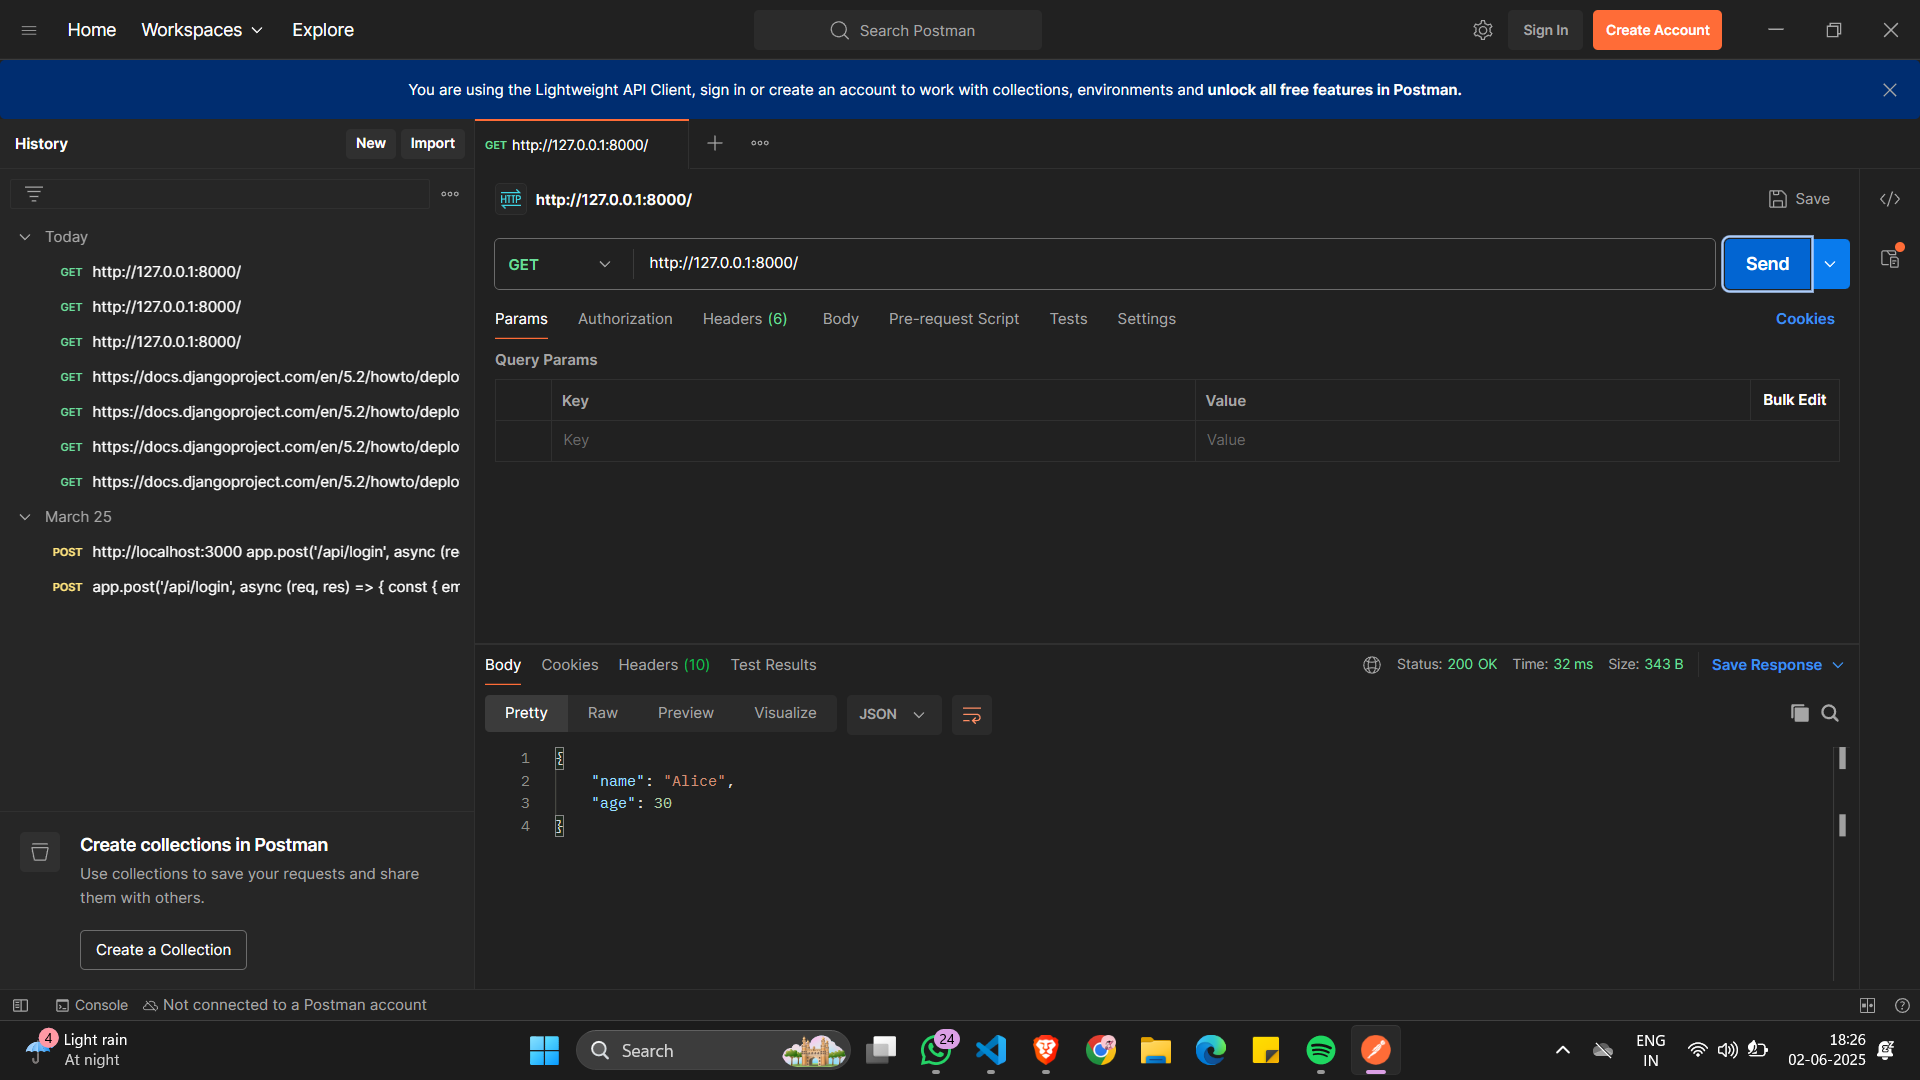 Home
Workspaces
Explore
Search Postman
Sign In
Create Account
You are using the Lightweight API Client, sign in or create an account to work with collections, environments and unlock all free features in Postman.
History
New
Import
GET http://127.0.0.1:8000/
HTTP
http://127.0.0.1:8000/
Save
Today
GET http://127.0.0.1:8000/
GET http://127.0.0.1:8000/
GET http://127.0.0.1:8000/
GET https://docs.djangoproject.com/en/5.2/howto/deplo
GET https://docs.djangoproject.com/en/5.2/howto/deplo
GET https://docs.djangoproject.com/en/5.2/howto/deplo
GET https://docs.djangoproject.com/en/5.2/howto/deplo
March 25
POST http://localhost:3000 app.post('/api/login', async (re
POST app.post('/api/login', async (req, res) => { const { em
GET
http://127.0.0.1:8000/
Send
Params
Authorization
Headers (6)
Body
Pre-request Script
Tests
Settings
Cookies
Query Params
Key
Value
Bulk Edit
Key
Value
Body
Cookies
Headers (10)
Test Results
Status: 200 OK
Time: 32 ms
Size: 343 B
Save Response
Pretty
Raw
Preview
Visualize
JSON
1 {
2 "name": "Alice",
3 "age": 30
4 }
Create collections in Postman
Use collections to save your requests and share
them with others.
Create a Collection
Console
Not connected to a Postman account
4
Light rain
At night
Search
24
ENG
IN
18:26
02-06-2025